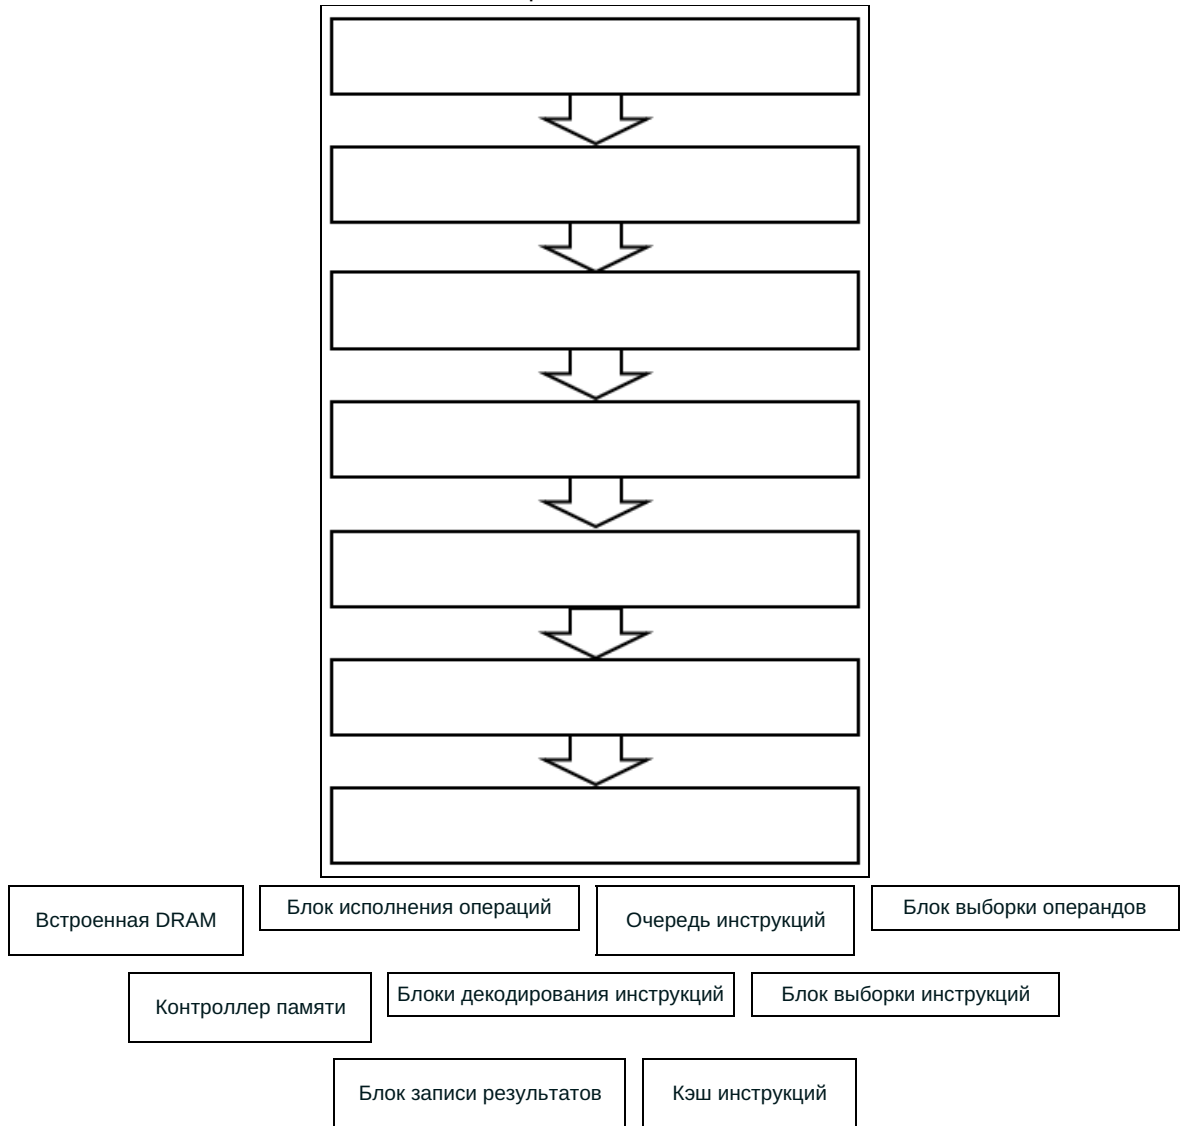 Встроенная DRAM
Блок исполнения операций
Очередь инструкций
Блок выборки операндов
Контроллер памяти
Блоки декодирования инструкций
Блок выборки инструкций
Блок записи результатов
Кэш инструкций